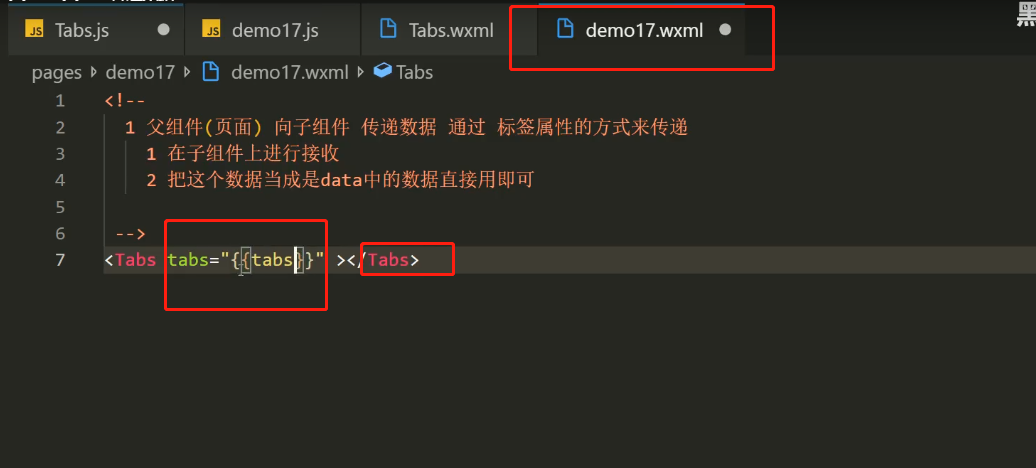 Tabs.js
demo17.js
Tabs.wxml
demo17.wxml
pages demo17 demo17.wxml Tabs
1 <!--
2 1 父组件(页面) 向子组件 传递数据 通过 标签属性的方式来传递
3 1 在子组件上进行接收
4 2 把这个数据当成是data中的数据直接用即可
5
6 -->
7 <Tabs tabs="{{tabs}}" ></Tabs>